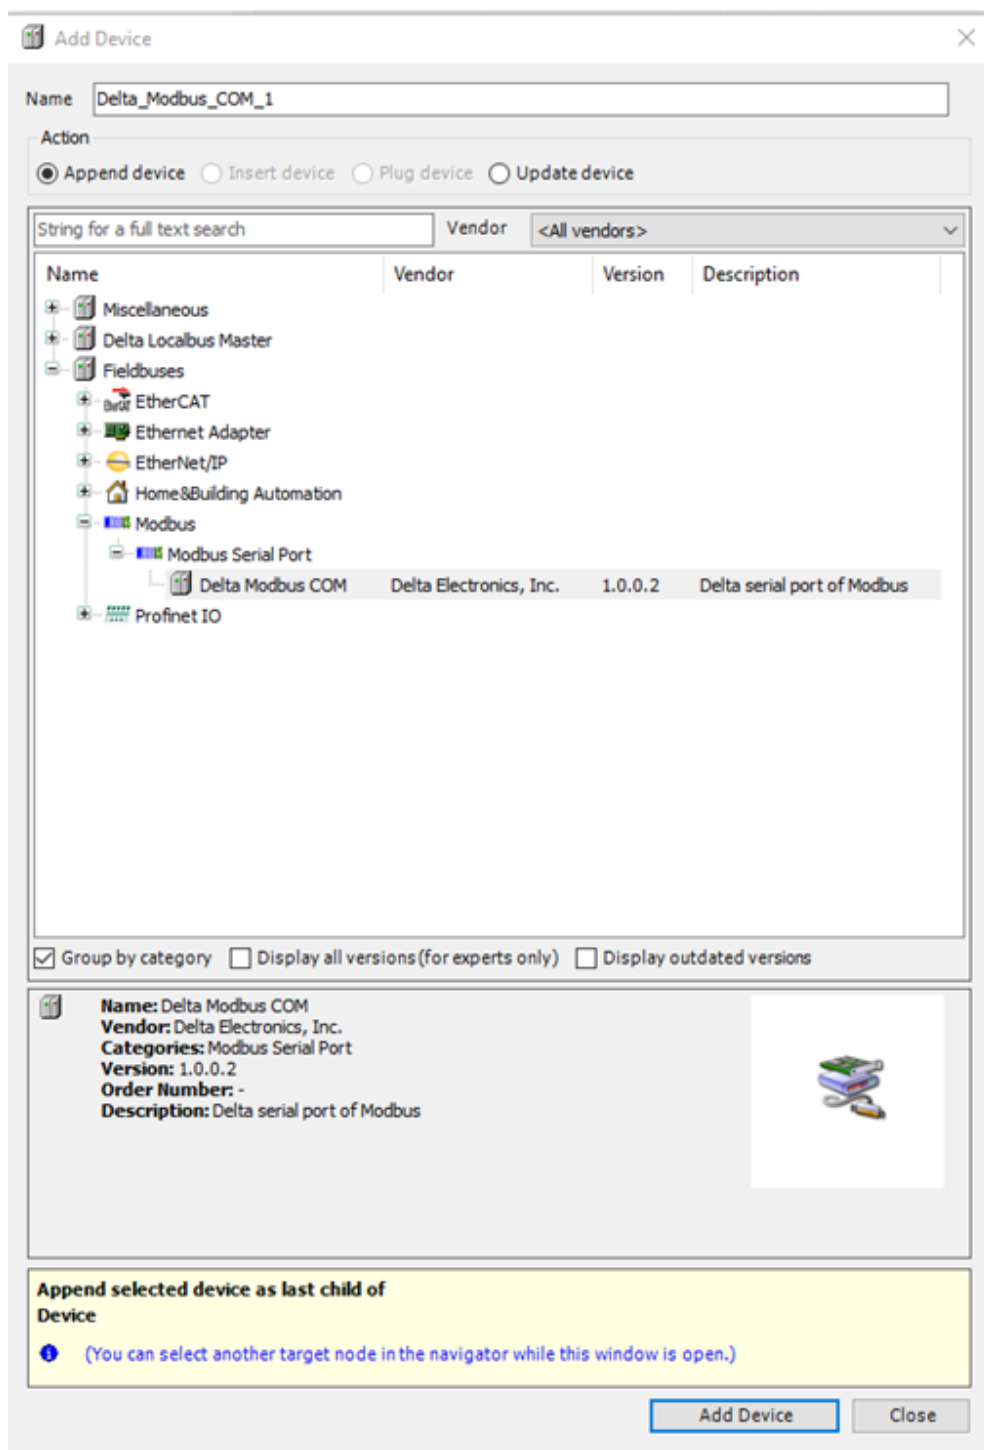 Add Device
Name Delta_Modbus_COM_1
Action
Append device Insert device Plug device Update device
String for a full text search Vendor <All vendors>
Name Vendor Version Description
Miscellaneous
Delta Localbus Master
Fieldbuses
EtherCAT
Ethernet Adapter
EtherNet/IP
Home&Building Automation
Modbus
Modbus Serial Port
Delta Modbus COM Delta Electronics, Inc. 1.0.0.2 Delta serial port of Modbus
Profinet IO
Group by category Display all versions (for experts only) Display outdated versions
Name: Delta Modbus COM
Vendor: Delta Electronics, Inc.
Categories: Modbus Serial Port
Version: 1.0.0.2
Order Number: -
Description: Delta serial port of Modbus
Append selected device as last child of
Device
(You can select another target node in the navigator while this window is open.)
Add Device Close